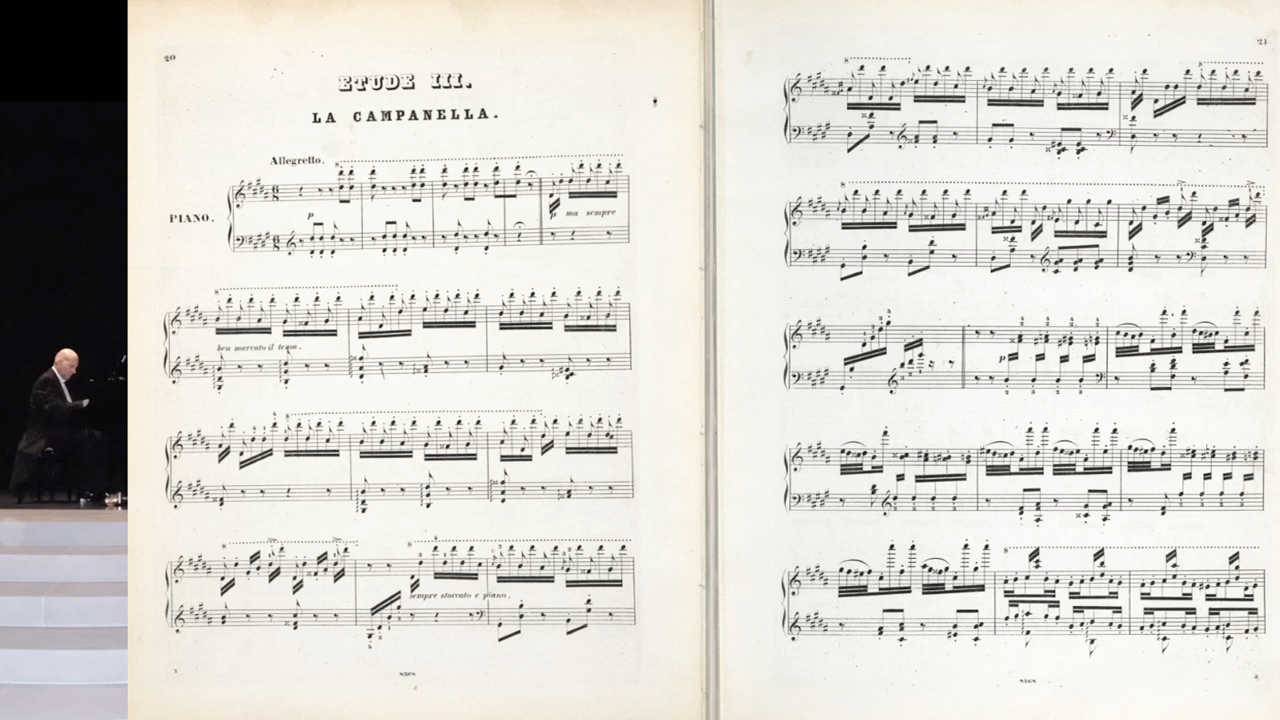 20
ETUDE III.
LA CAMPANELLA.
Allegretto.
PIANO.
p
p ma sempre
ben marcato il tema.
sempre staccato e piano.
21
p